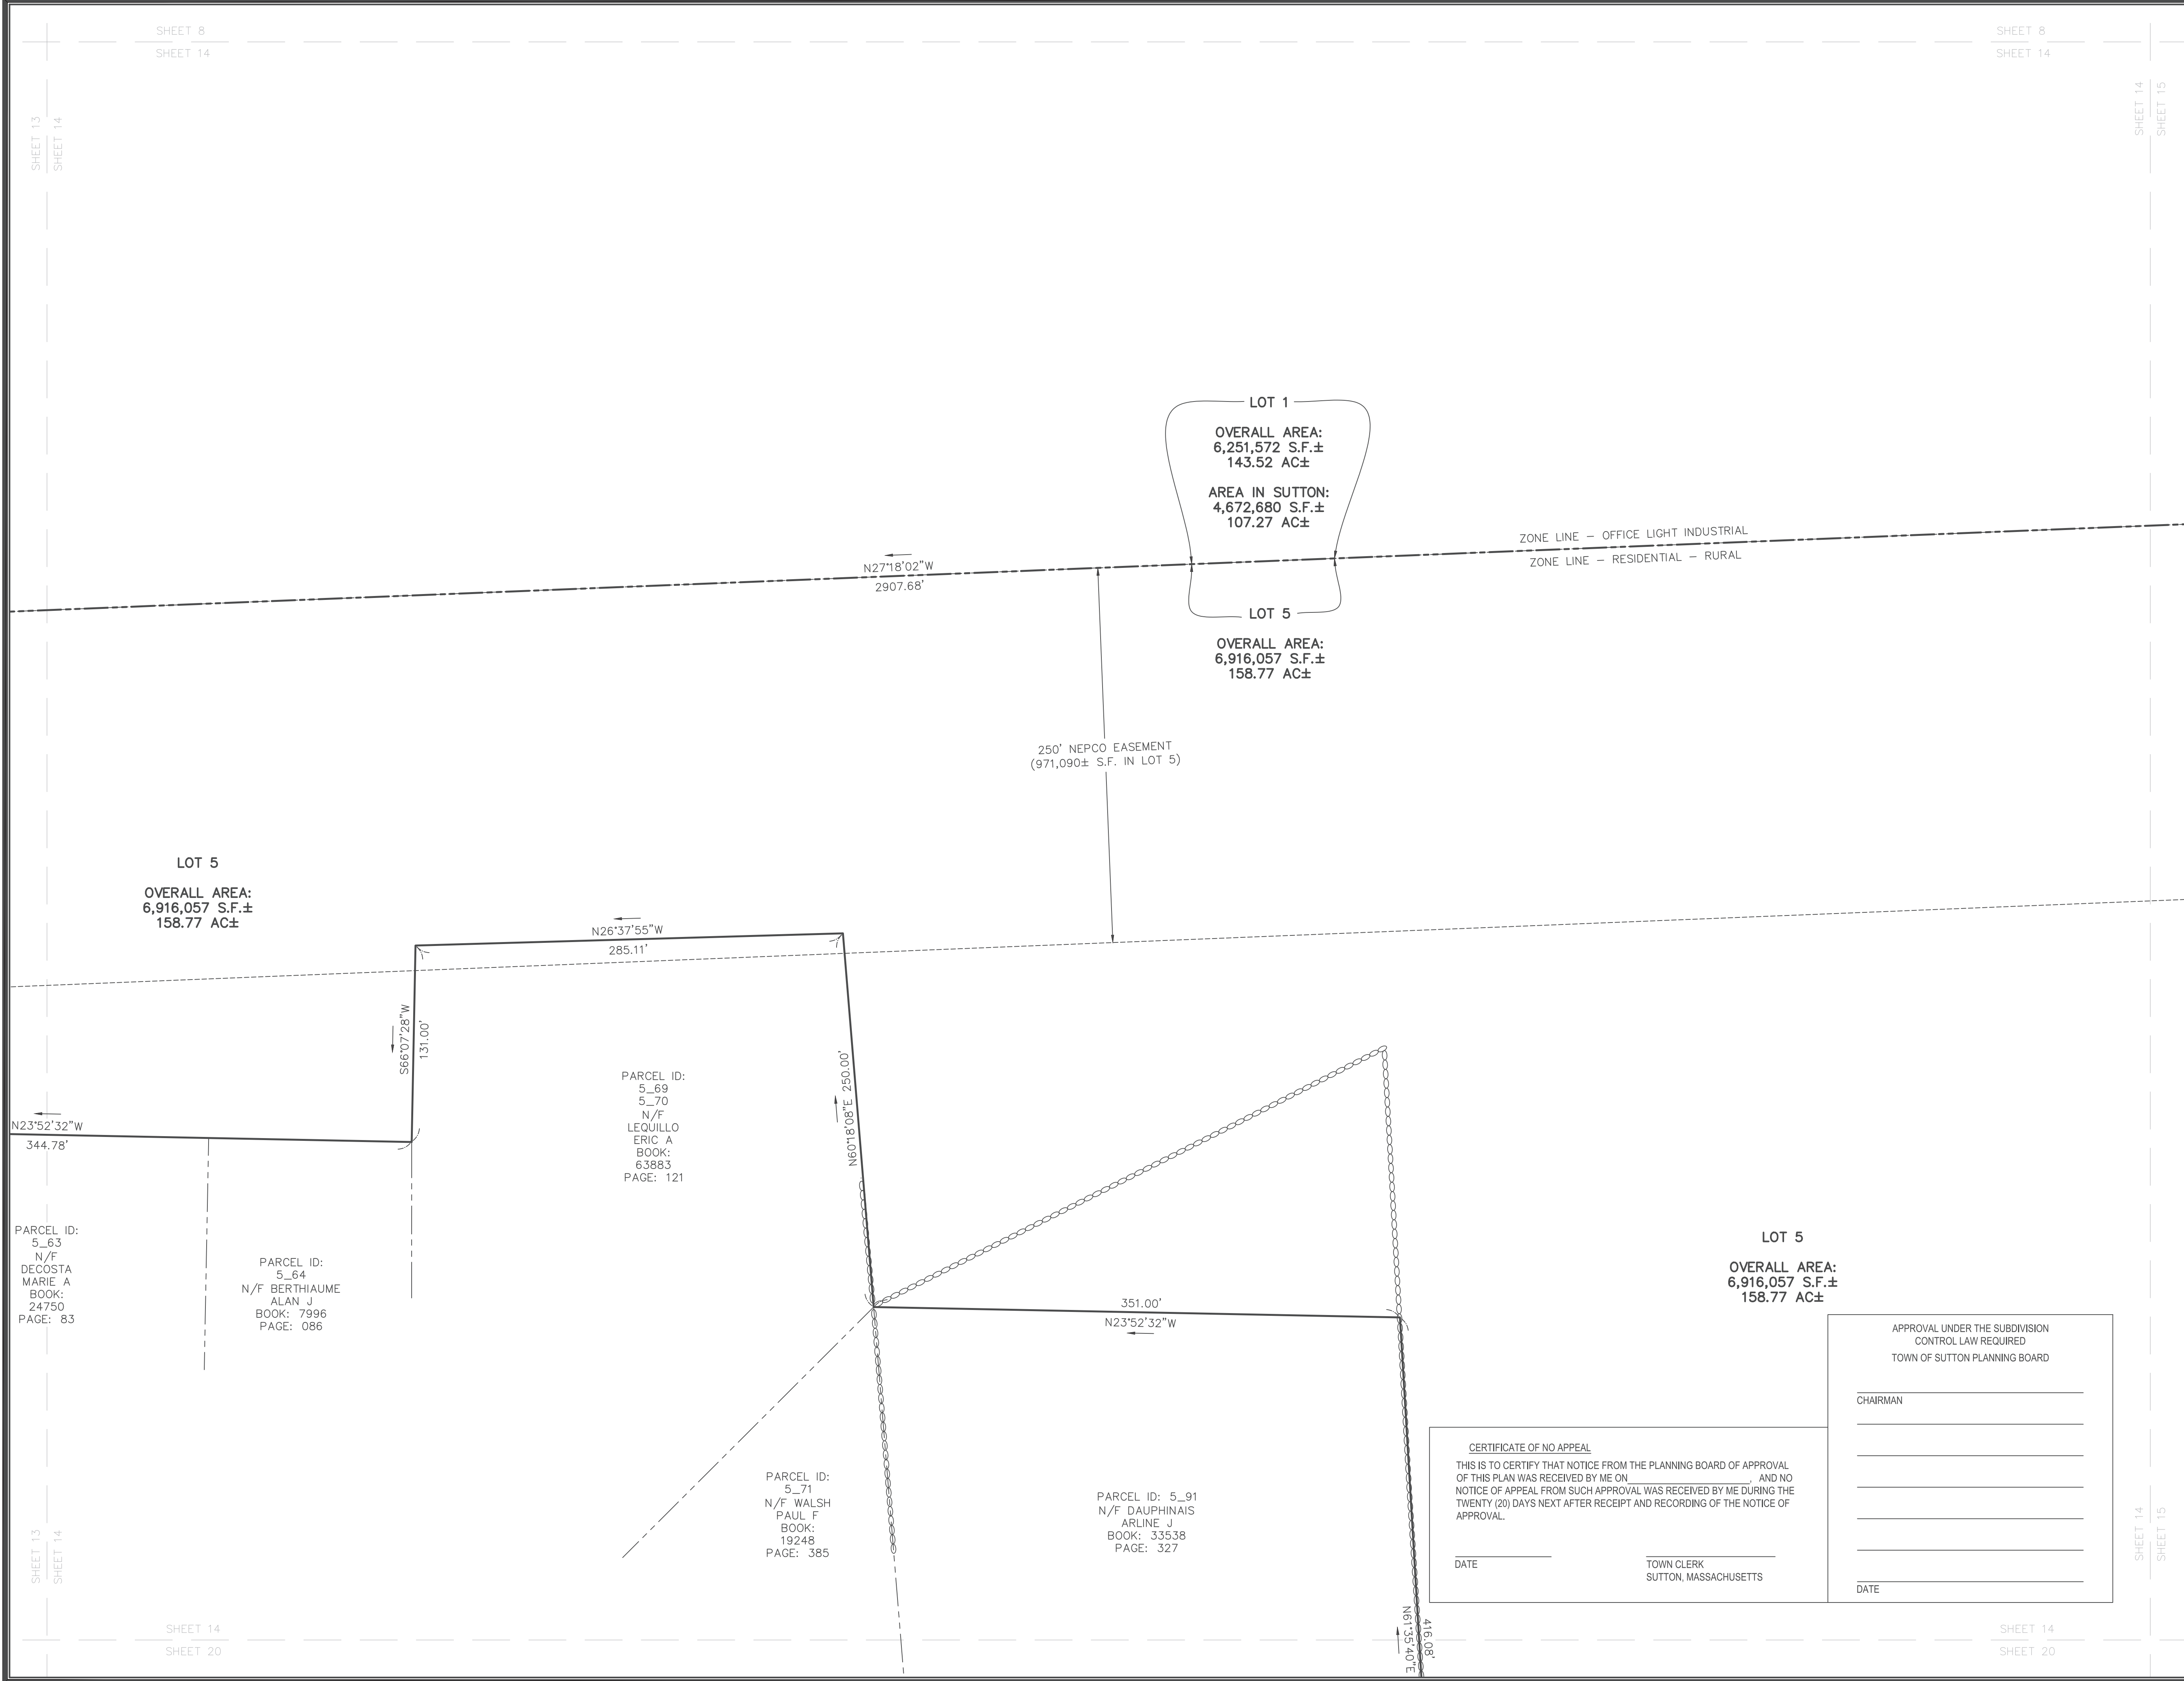 SHEET 8
SHEET 14
SHEET 8
SHEET 14
SHEET 13
SHEET 14
SHEET 14
SHEET 15
LOT 1
OVERALL AREA:
6,251,572 S.F.±
143.52 AC±
AREA IN SUTTON:
4,672,680 S.F.±
107.27 AC±
ZONE LINE – OFFICE LIGHT INDUSTRIAL
ZONE LINE – RESIDENTIAL – RURAL
N27°18'02"W
2907.68'
LOT 5
OVERALL AREA:
6,916,057 S.F.±
158.77 AC±
250' NEPCO EASEMENT
(971,090± S.F. IN LOT 5)
LOT 5
OVERALL AREA:
6,916,057 S.F.±
158.77 AC±
N26°37'55"W
285.11'
S66°07'28"W
131.00'
N60°18'08"E 250.00'
N23°52'32"W
344.78'
PARCEL ID:
5_69
5_70
N/F
LEQUILLO
ERIC A
BOOK:
63883
PAGE: 121
PARCEL ID:
5_63
N/F
DECOSTA
MARIE A
BOOK:
24750
PAGE: 83
PARCEL ID:
5_64
N/F BERTHIAUME
ALAN J
BOOK: 7996
PAGE: 086
351.00'
N23°52'32"W
LOT 5
OVERALL AREA:
6,916,057 S.F.±
158.77 AC±
PARCEL ID:
5_71
N/F WALSH
PAUL F
BOOK:
19248
PAGE: 385
PARCEL ID: 5_91
N/F DAUPHINAIS
ARLINE J
BOOK: 33538
PAGE: 327
N61°35'40"E
416.08'
CERTIFICATE OF NO APPEAL
THIS IS TO CERTIFY THAT NOTICE FROM THE PLANNING BOARD OF APPROVAL
OF THIS PLAN WAS RECEIVED BY ME ON____________________, AND NO
NOTICE OF APPEAL FROM SUCH APPROVAL WAS RECEIVED BY ME DURING THE
TWENTY (20) DAYS NEXT AFTER RECEIPT AND RECORDING OF THE NOTICE OF
APPROVAL.
DATE
TOWN CLERK
SUTTON, MASSACHUSETTS
APPROVAL UNDER THE SUBDIVISION
CONTROL LAW REQUIRED
TOWN OF SUTTON PLANNING BOARD
CHAIRMAN
DATE
SHEET 13
SHEET 14
SHEET 14
SHEET 15
SHEET 14
SHEET 20
SHEET 14
SHEET 20